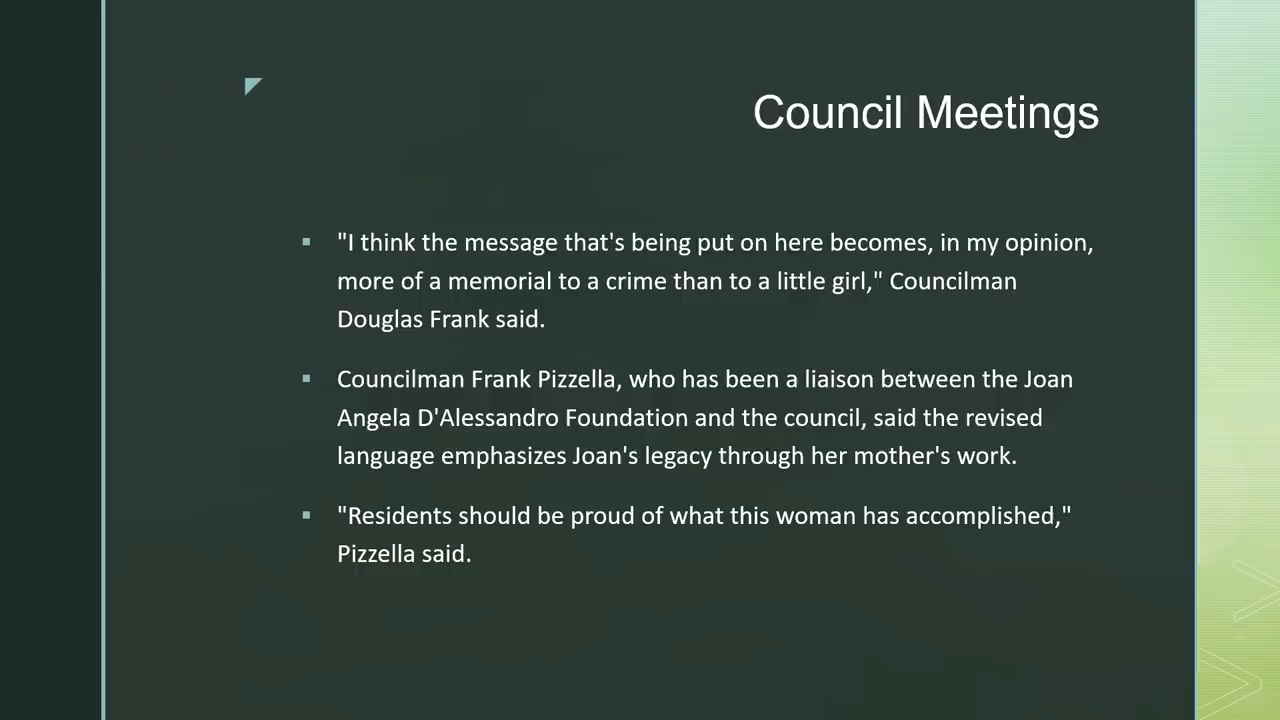 Council Meetings
"I think the message that's being put on here becomes, in my opinion,
more of a memorial to a crime than to a little girl," Councilman
Douglas Frank said.
Councilman Frank Pizzella, who has been a liaison between the Joan
Angela D'Alessandro Foundation and the council, said the revised
language emphasizes Joan's legacy through her mother's work.
"Residents should be proud of what this woman has accomplished,"
Pizzella said.